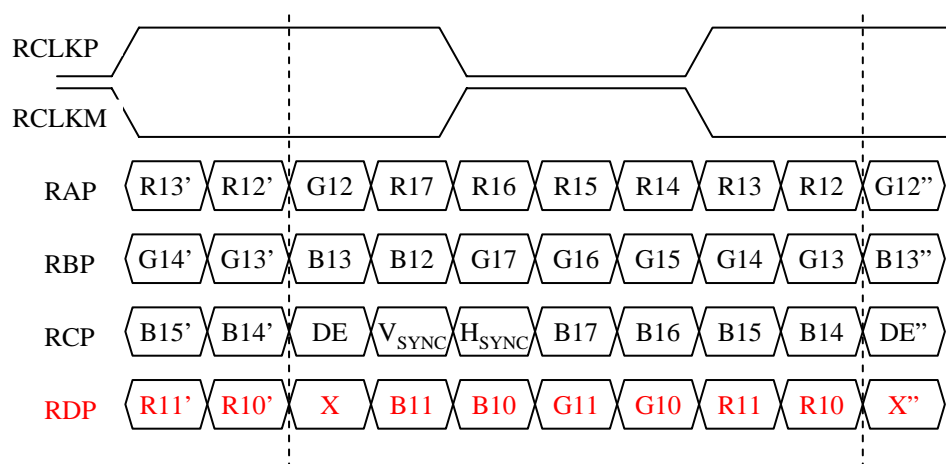 RCLKP
RCLKM
RAP R13’ R12’ G12 R17 R16 R15 R14 R13 R12 G12”
RBP G14’ G13’ B13 B12 G17 G16 G15 G14 G13 B13”
RCP B15’ B14’ DE VSYNC HSYNC B17 B16 B15 B14 DE”
RDP R11’ R10’ X B11 B10 G11 G10 R11 R10 X”